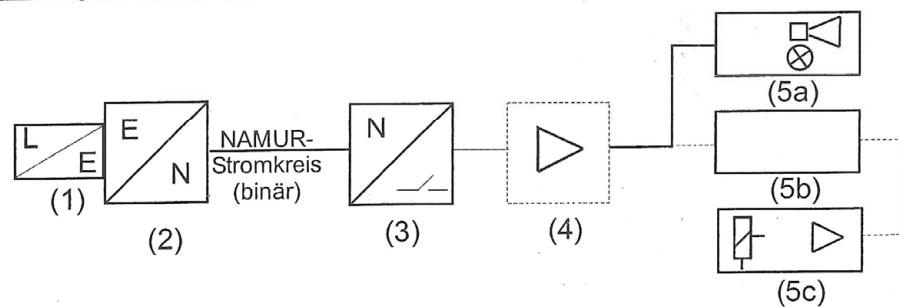 L
E
(1)
E
N
(2)
NAMUR-
Stromkreis
(binär)
N
(3)
(4)
(5a)
(5b)
(5c)